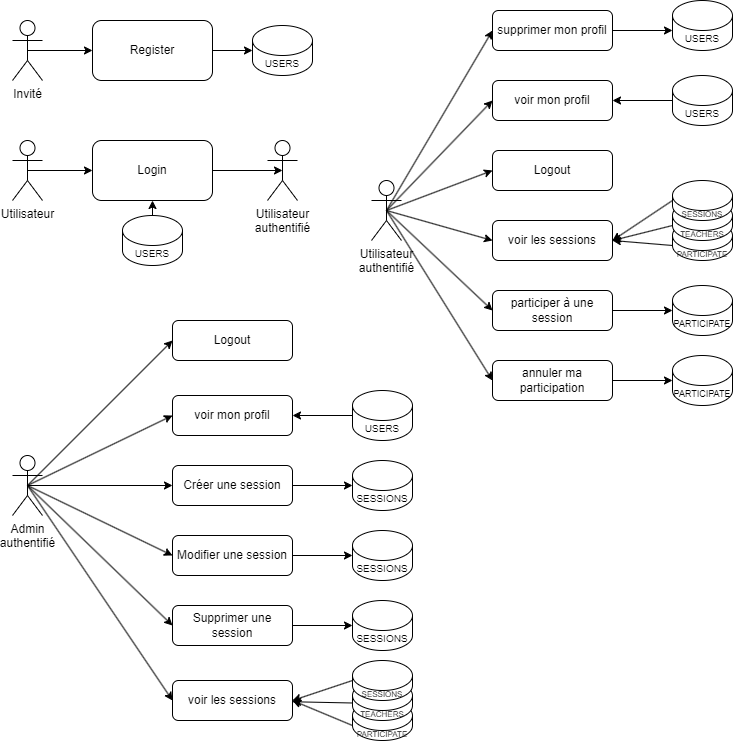 Register
USERS
Invité
Utilisateur
Login
Utilisateur
authentifié
USERS
supprimer mon profil
USERS
voir mon profil
USERS
Logout
Utilisateur
authentifié
voir les sessions
SESSIONS
TEACHERS
PARTICIPATE
participer à une
session
PARTICIPATE
annuler ma
participation
PARTICIPATE
Logout
voir mon profil
USERS
Admin
authentifié
Créer une session
SESSIONS
Modifier une session
SESSIONS
Supprimer une
session
SESSIONS
voir les sessions
SESSIONS
TEACHERS
PARTICIPATE